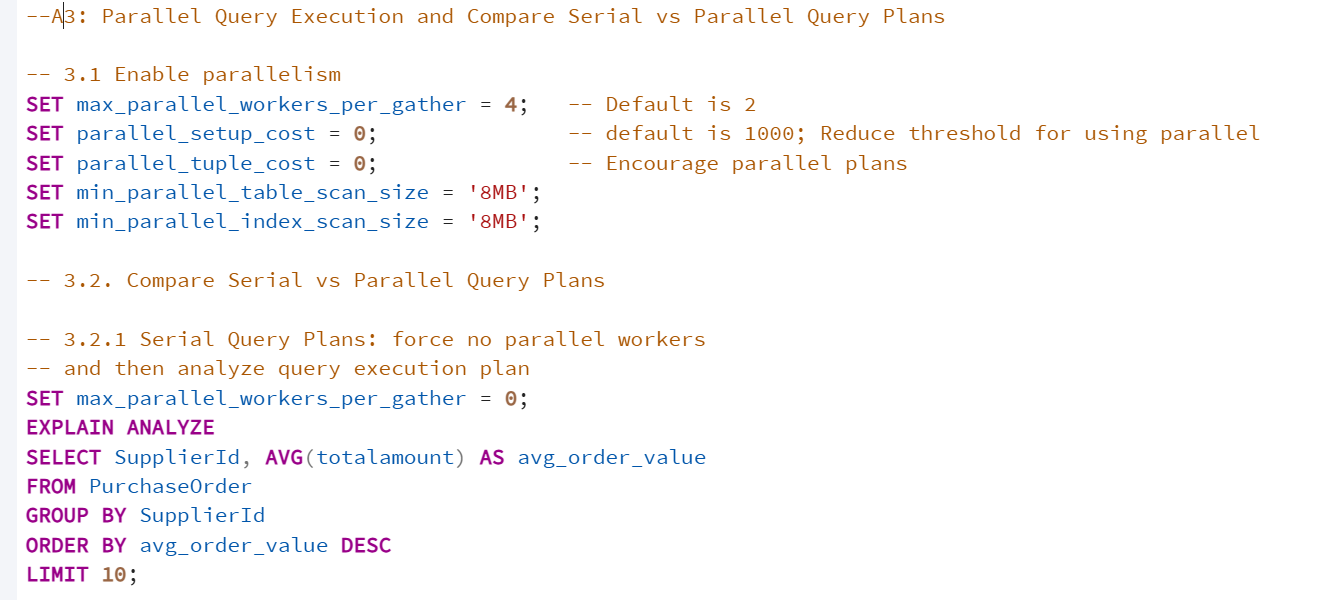 --A3: Parallel Query Execution and Compare Serial vs Parallel Query Plans
-- 3.1 Enable parallelism
SET max_parallel_workers_per_gather = 4;   -- Default is 2
SET parallel_setup_cost = 0;               -- default is 1000; Reduce threshold for using parallel
SET parallel_tuple_cost = 0;               -- Encourage parallel plans
SET min_parallel_table_scan_size = '8MB';
SET min_parallel_index_scan_size = '8MB';
-- 3.2. Compare Serial vs Parallel Query Plans
-- 3.2.1 Serial Query Plans: force no parallel workers
-- and then analyze query execution plan
SET max_parallel_workers_per_gather = 0;
EXPLAIN ANALYZE
SELECT SupplierId, AVG(totalamount) AS avg_order_value
FROM PurchaseOrder
GROUP BY SupplierId
ORDER BY avg_order_value DESC
LIMIT 10;